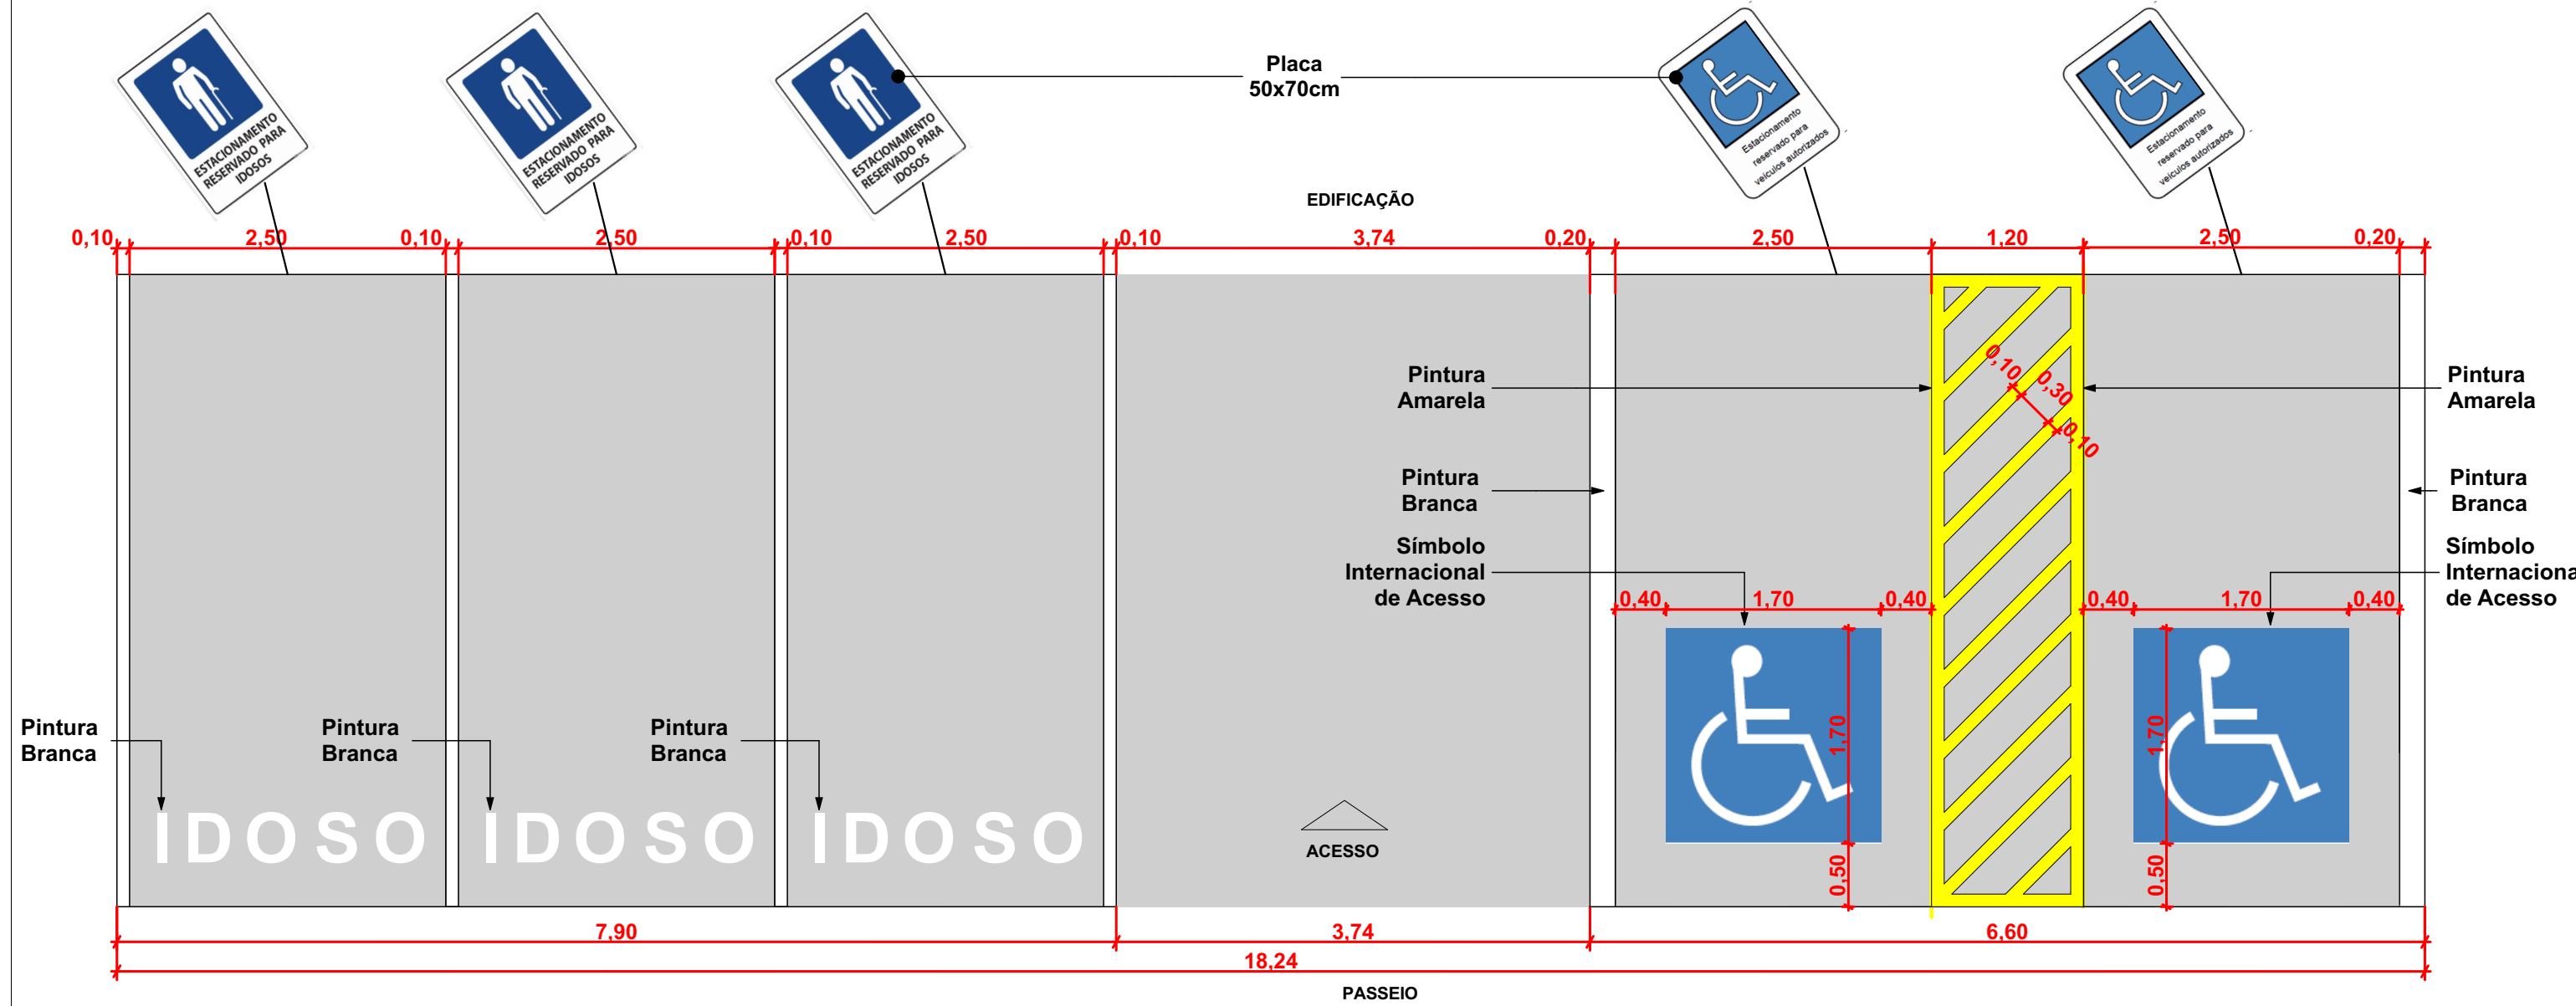 ESTACIONAMENTO
RESERVADO PARA
IDOSOS
ESTACIONAMENTO
RESERVADO PARA
IDOSOS
ESTACIONAMENTO
RESERVADO PARA
IDOSOS
Placa
50x70cm
Estacionamento
reservado para
veículos autorizados
Estacionamento
reservado para
veículos autorizados
EDIFICAÇÃO
0,10 2,50 0,10 2,50 0,10 2,50 0,10 3,74 0,20 2,50 1,20 2,50 0,20
Pintura
Amarela
0,10 0,30 0,10
Pintura
Amarela
Pintura
Branca
Pintura
Branca
Símbolo
Internacional
de Acesso
Símbolo
Internaciona
de Acesso
0,40 1,70 0,40 0,40 1,70 0,40
1,70
1,70
Pintura
Branca
Pintura
Branca
Pintura
Branca
IDOSO IDOSO IDOSO
ACESSO
0,50
0,50
7,90 3,74 6,60
18,24
PASSEIO